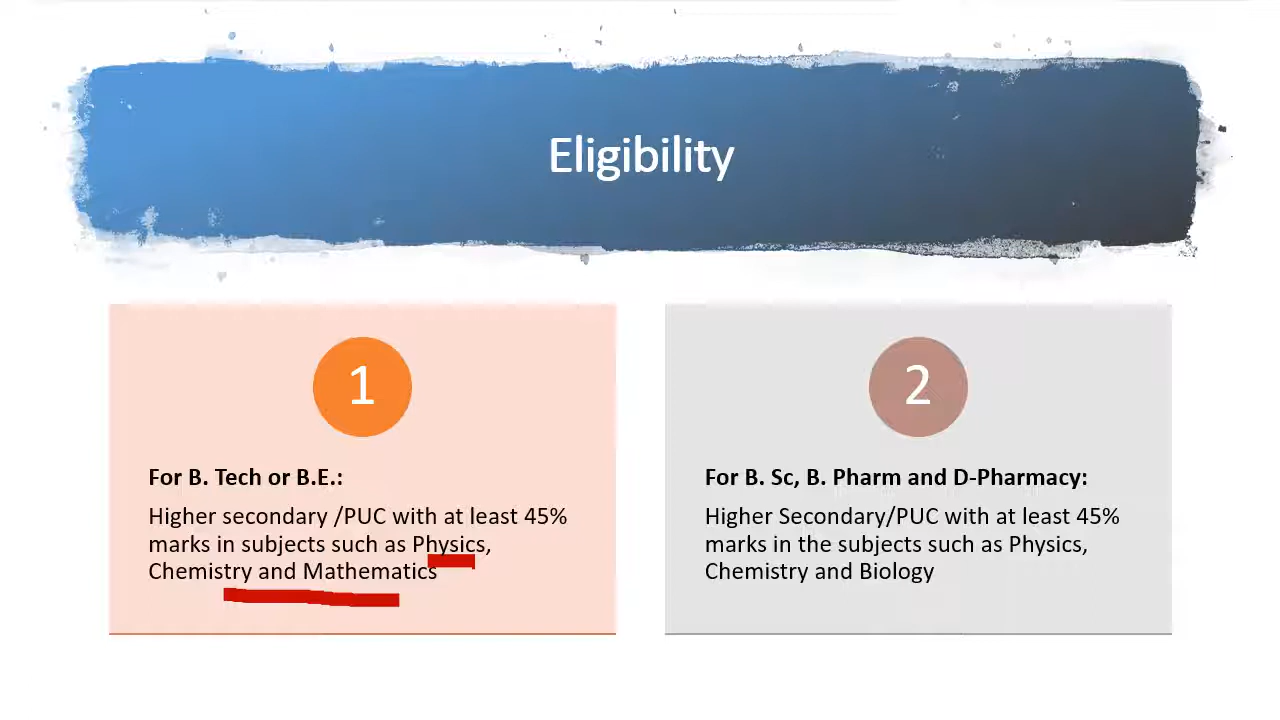 Eligibility
1
For B. Tech or B.E.:
Higher secondary /PUC with at least 45%
marks in subjects such as Physics,
Chemistry and Mathematics
2
For B. Sc, B. Pharm and D-Pharmacy:
Higher Secondary/PUC with at least 45%
marks in the subjects such as Physics,
Chemistry and Biology